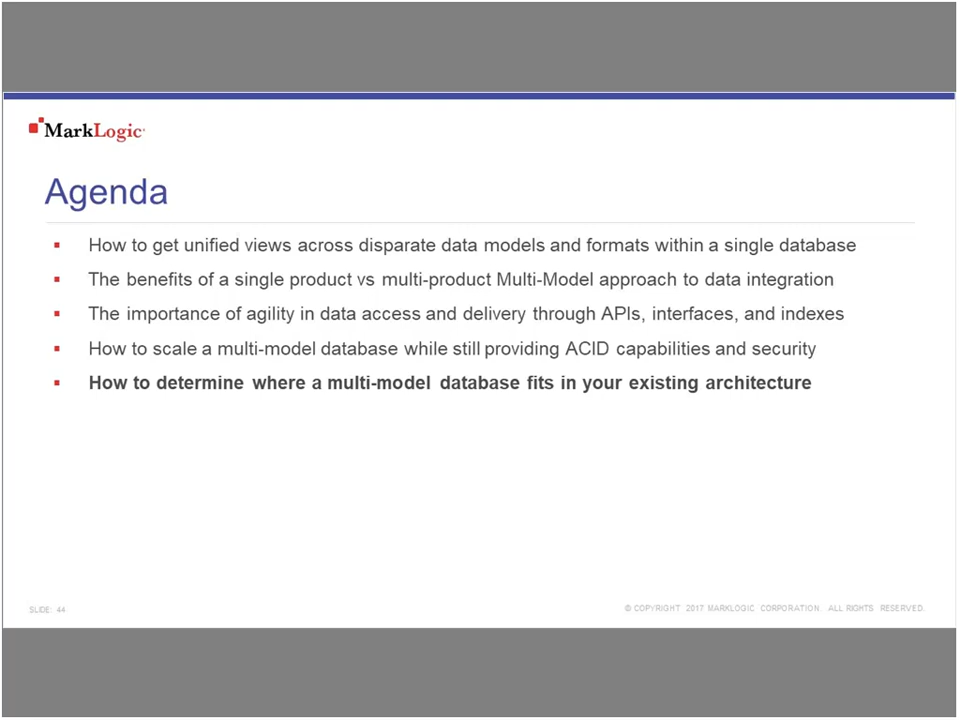 MarkLogic
Agenda
▪ How to get unified views across disparate data models and formats within a single database
▪ The benefits of a single product vs multi-product Multi-Model approach to data integration
▪ The importance of agility in data access and delivery through APIs, interfaces, and indexes
▪ How to scale a multi-model database while still providing ACID capabilities and security
▪ How to determine where a multi-model database fits in your existing architecture
SLIDE: 44
© COPYRIGHT 2017 MARKLOGIC CORPORATION. ALL RIGHTS RESERVED.